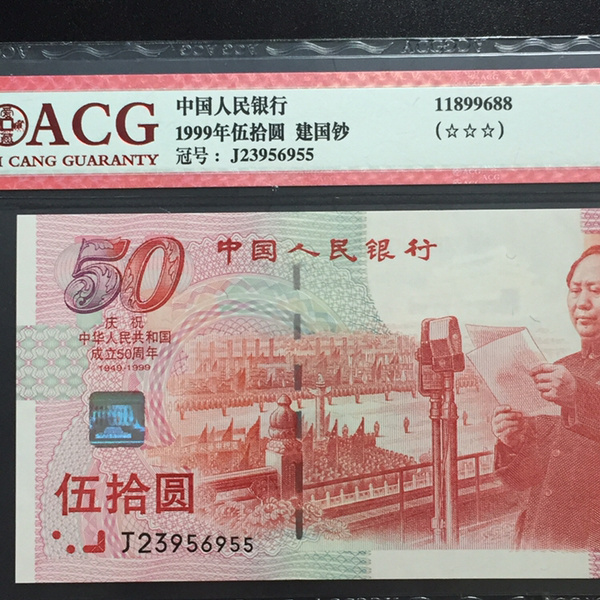 ACG
CANG GUARANTY
中国人民银行
1999年伍拾圆 建国钞
冠号：J23956955
11899688
(☆☆☆)
50
中国人民银行
庆祝
中华人民共和国
成立50周年
1949-1999
伍拾圆
J23956955